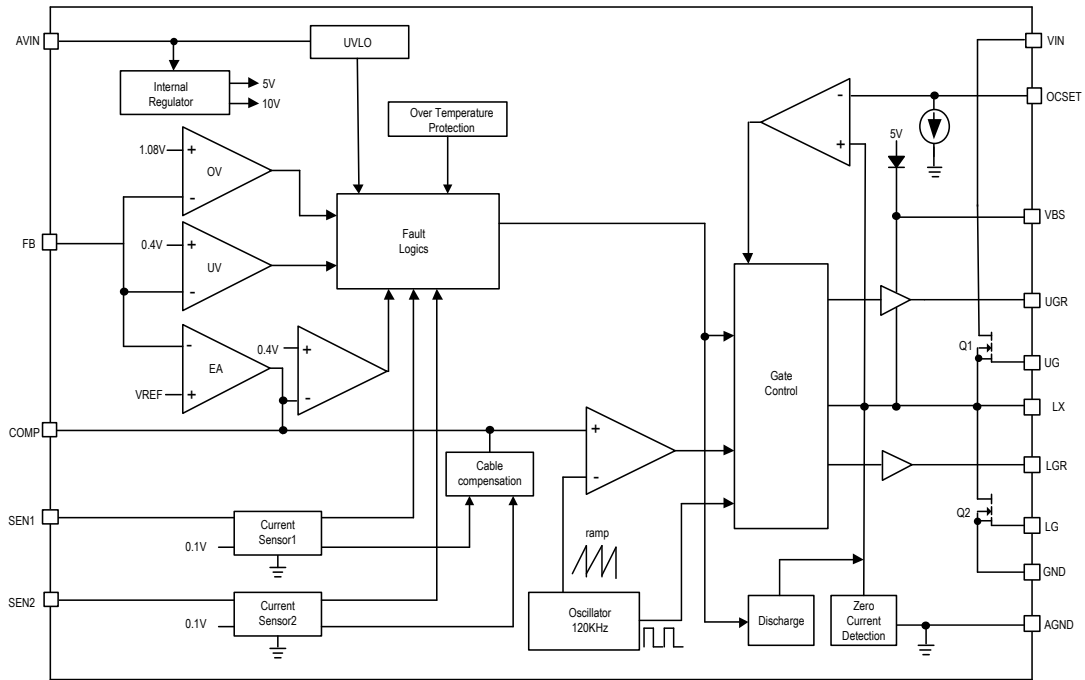 AVIN
UVLO
VIN
Internal
Regulator
5V
10V
Over Temperature
Protection
OCSET
-
+
5V
1.08V
+
OV
-
VBS
FB
0.4V
+
UV
-
Fault
Logics
UGR
-
EA
VREF
+
0.4V
+
-
Q1
UG
Gate
Control
LX
COMP
+
-
Cable
compensation
LGR
SEN1
Current
Sensor1
0.1V
Q2
LG
ramp
GND
SEN2
Current
Sensor2
0.1V
Oscillator
120KHz
Discharge
Zero
Current
Detection
AGND